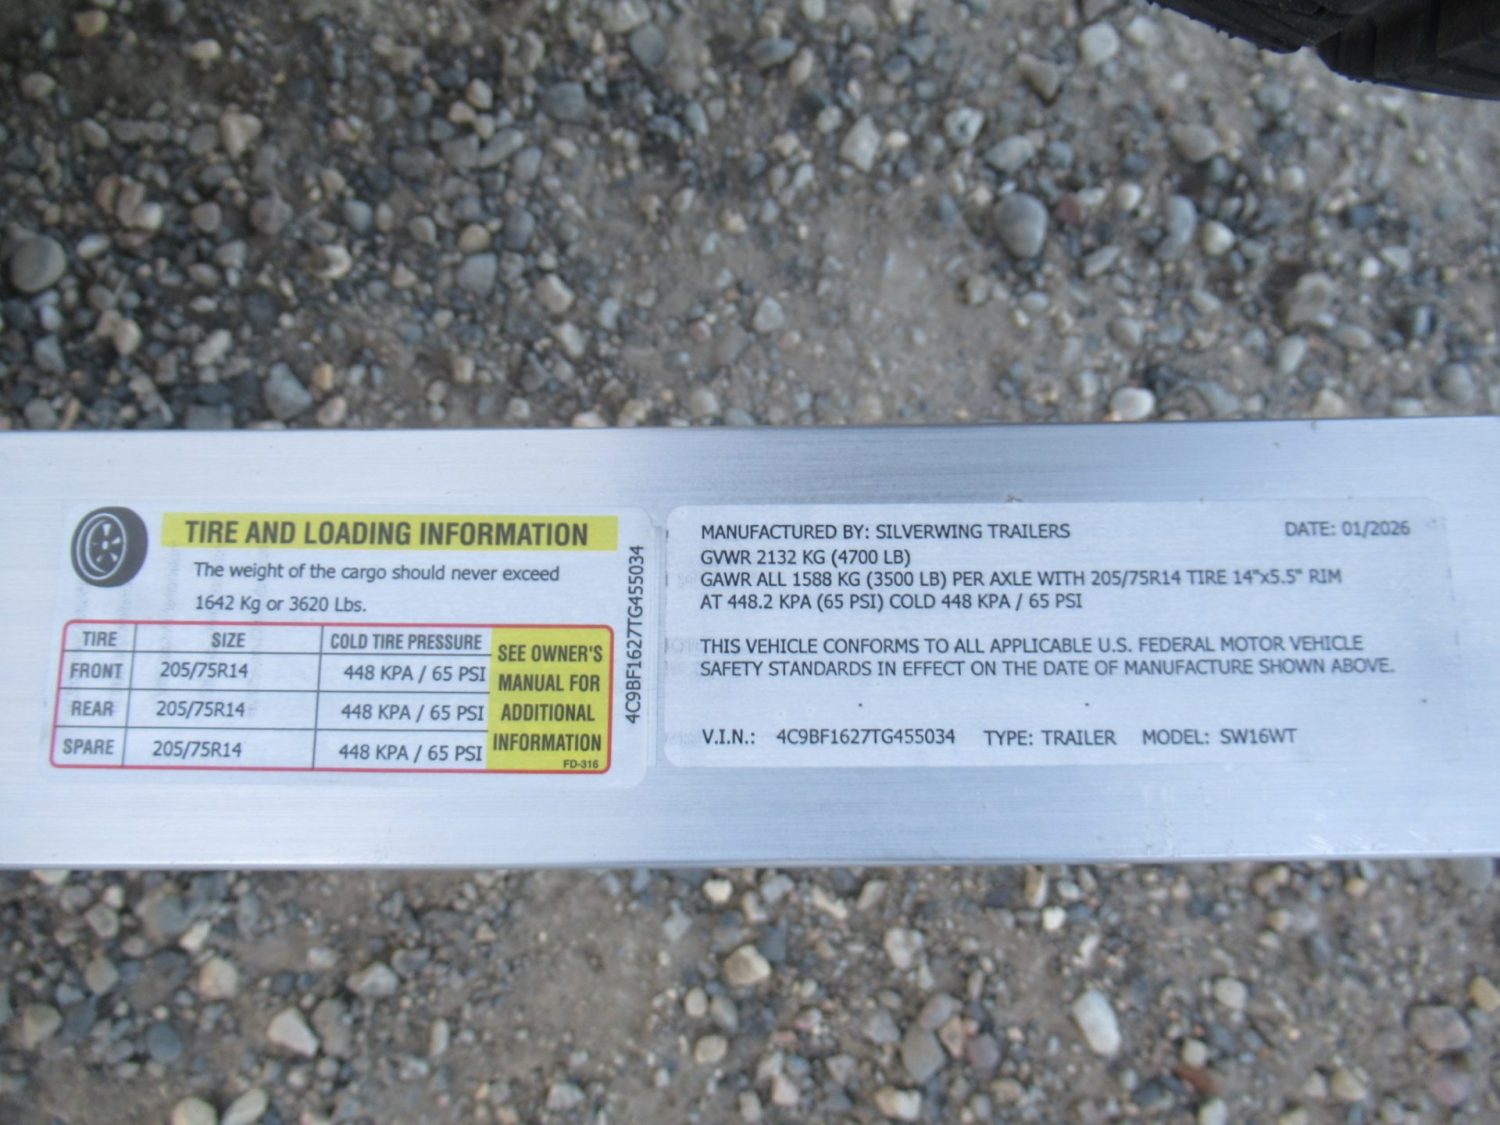 TIRE AND LOADING INFORMATION
The weight of the cargo should never exceed
1642 Kg or 3620 Lbs.
TIRE SIZE COLD TIRE PRESSURE
FRONT 205/75R14 448 KPA / 65 PSI
REAR 205/75R14 448 KPA / 65 PSI
SPARE 205/75R14 448 KPA / 65 PSI
SEE OWNER'S
MANUAL FOR
ADDITIONAL
INFORMATION
FD-316
4C9BF1627TG455034
MANUFACTURED BY: SILVERWING TRAILERS DATE: 01/2026
GVWR 2132 KG (4700 LB)
GAWR ALL 1588 KG (3500 LB) PER AXLE WITH 205/75R14 TIRE 14"x5.5" RIM
AT 448.2 KPA (65 PSI) COLD 448 KPA / 65 PSI
THIS VEHICLE CONFORMS TO ALL APPLICABLE U.S. FEDERAL MOTOR VEHICLE
SAFETY STANDARDS IN EFFECT ON THE DATE OF MANUFACTURE SHOWN ABOVE.
V.I.N.: 4C9BF1627TG455034 TYPE: TRAILER MODEL: SW16WT